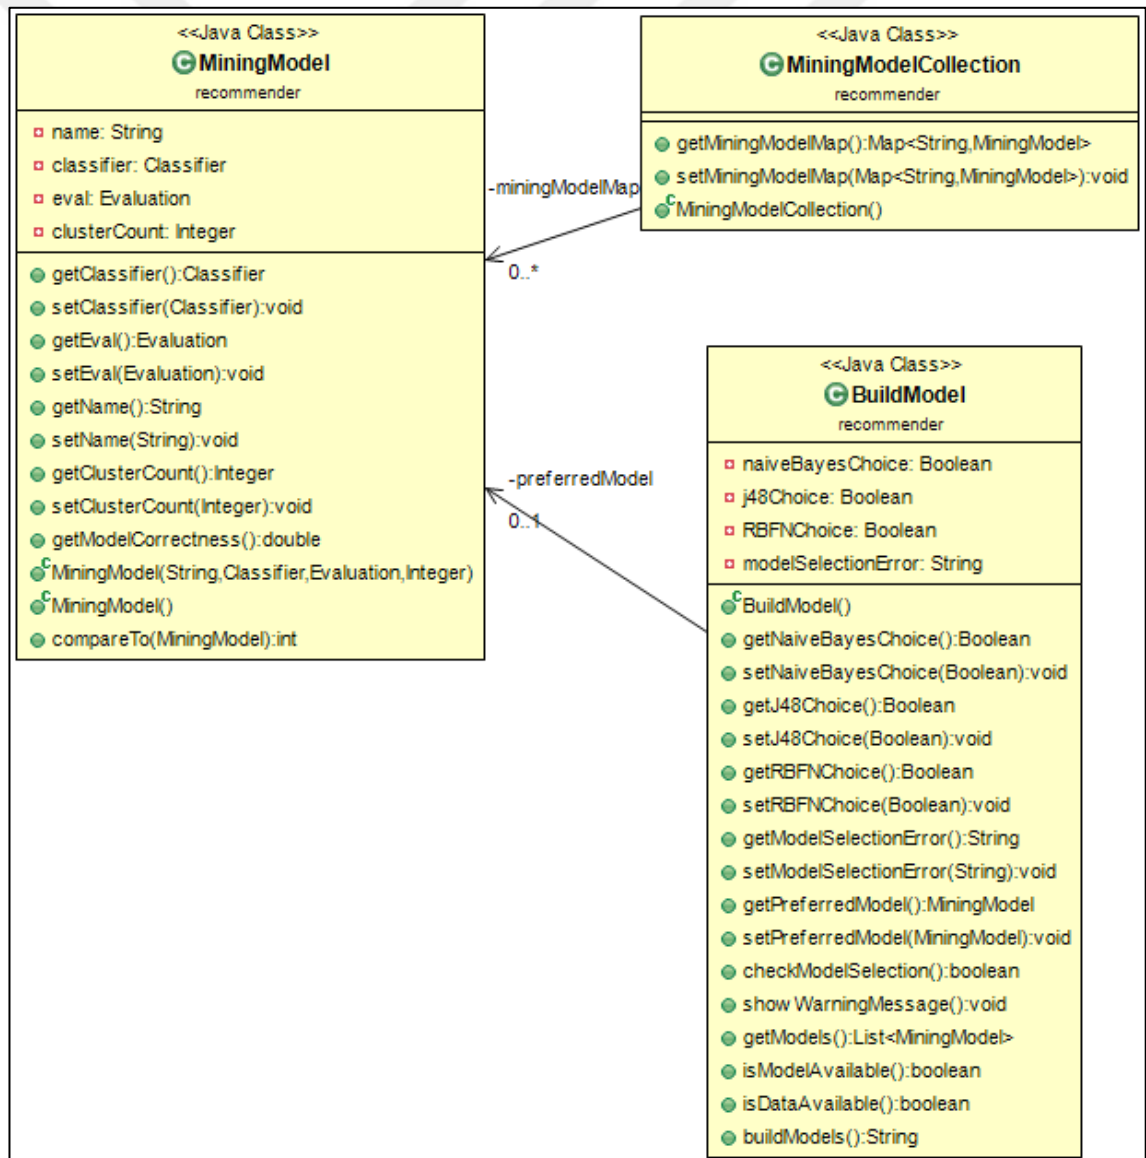 <<Java Class>>
MiningModel
recommender
name: String
classifier: Classifier
eval: Evaluation
clusterCount: Integer
getClassifier():Classifier
setClassifier(Classifier):void
getEval():Evaluation
setEval(Evaluation):void
getName():String
setName(String):void
getClusterCount():Integer
setClusterCount(Integer):void
getModelCorrectness():double
MiningModel(String,Classifier,Evaluation,Integer)
MiningModel()
compareTo(MiningModel):int
-miningModelMap
0..*
<<Java Class>>
MiningModelCollection
recommender
getMiningModelMap():Map<String,MiningModel>
setMiningModelMap(Map<String,MiningModel>):void
MiningModelCollection()
-preferredModel
0..1
<<Java Class>>
BuildModel
recommender
naiveBayesChoice: Boolean
j48Choice: Boolean
RBFNChoice: Boolean
modelSelectionError: String
BuildModel()
getNaiveBayesChoice():Boolean
setNaiveBayesChoice(Boolean):void
getJ48Choice():Boolean
setJ48Choice(Boolean):void
getRBFNChoice():Boolean
setRBFNChoice(Boolean):void
getModelSelectionError():String
setModelSelectionError(String):void
getPreferredModel():MiningModel
setPreferredModel(MiningModel):void
checkModelSelection():boolean
showWarningMessage():void
getModels():List<MiningModel>
isModelAvailable():boolean
isDataAvailable():boolean
buildModels():String